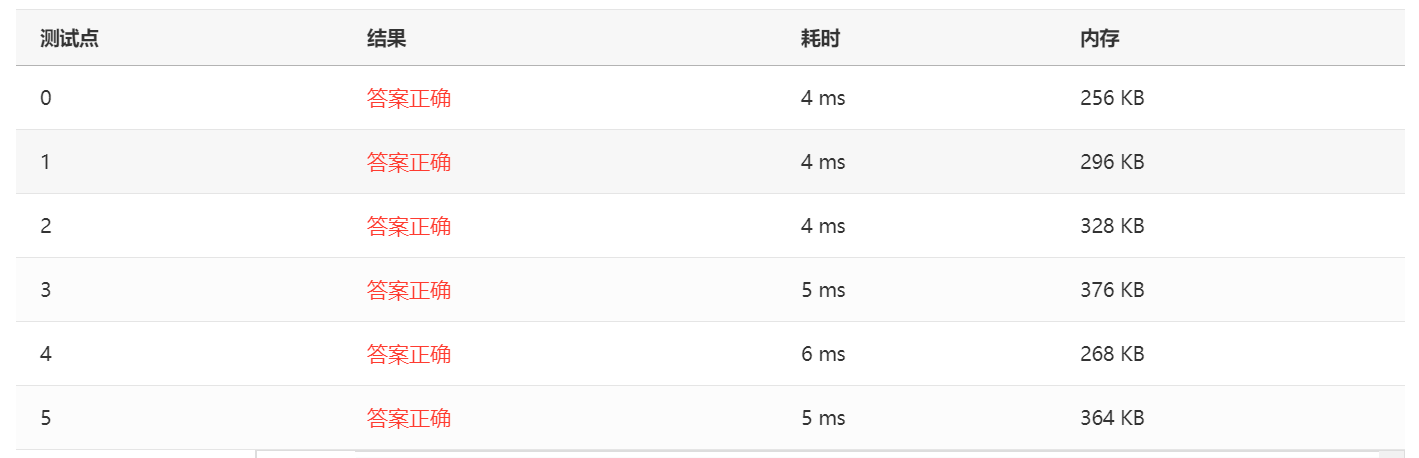 测试点 结果 耗时 内存
0 答案正确 4 ms 256 KB
1 答案正确 4 ms 296 KB
2 答案正确 4 ms 328 KB
3 答案正确 5 ms 376 KB
4 答案正确 6 ms 268 KB
5 答案正确 5 ms 364 KB